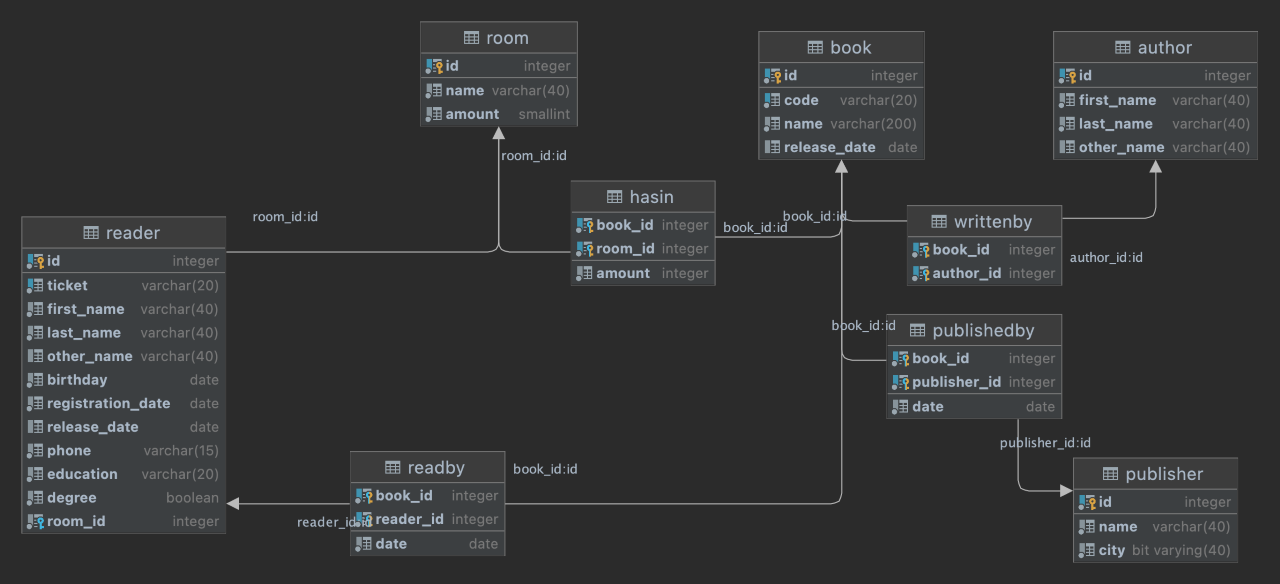 room
id integer
name varchar(40)
amount smallint
book
id integer
code varchar(20)
name varchar(200)
release_date date
author
id integer
first_name varchar(40)
last_name varchar(40)
other_name varchar(40)
room_id:id
hasin
book_id integer
room_id integer
amount integer
room_id:id
book_id:id
book_id:id
writtenby
book_id integer
author_id integer
author_id:id
reader
id integer
ticket varchar(20)
first_name varchar(40)
last_name varchar(40)
other_name varchar(40)
birthday date
registration_date date
release_date date
phone varchar(15)
education varchar(20)
degree boolean
room_id integer
book_id:id
publishedby
book_id integer
publisher_id integer
date date
publisher_id:id
readby
book_id integer
reader_id integer
date date
book_id:id
reader_id:id
publisher
id integer
name varchar(40)
city bit varying(40)